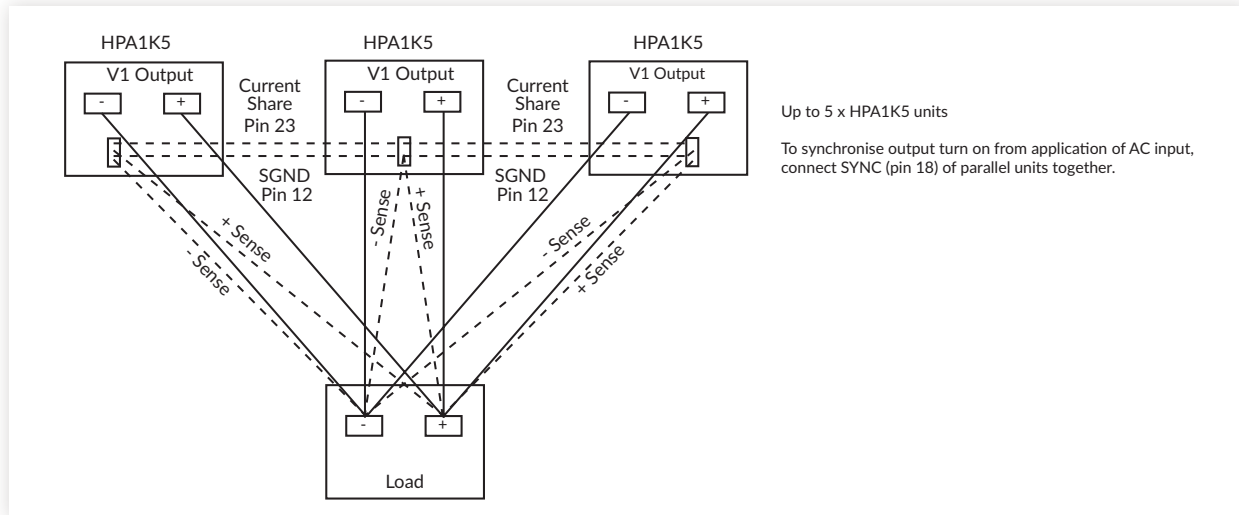 HPA1K5
HPA1K5
HPA1K5
V1 Output
V1 Output
V1 Output
- +
- +
- +
Current
Share
Pin 23
Current
Share
Pin 23
SGND
Pin 12
SGND
Pin 12
Up to 5 x HPA1K5 units
To synchronise output turn on from application of AC input,
connect SYNC (pin 18) of parallel units together.
+ Sense
- Sense
- Sense
+ Sense
- Sense
+ Sense
- +
Load